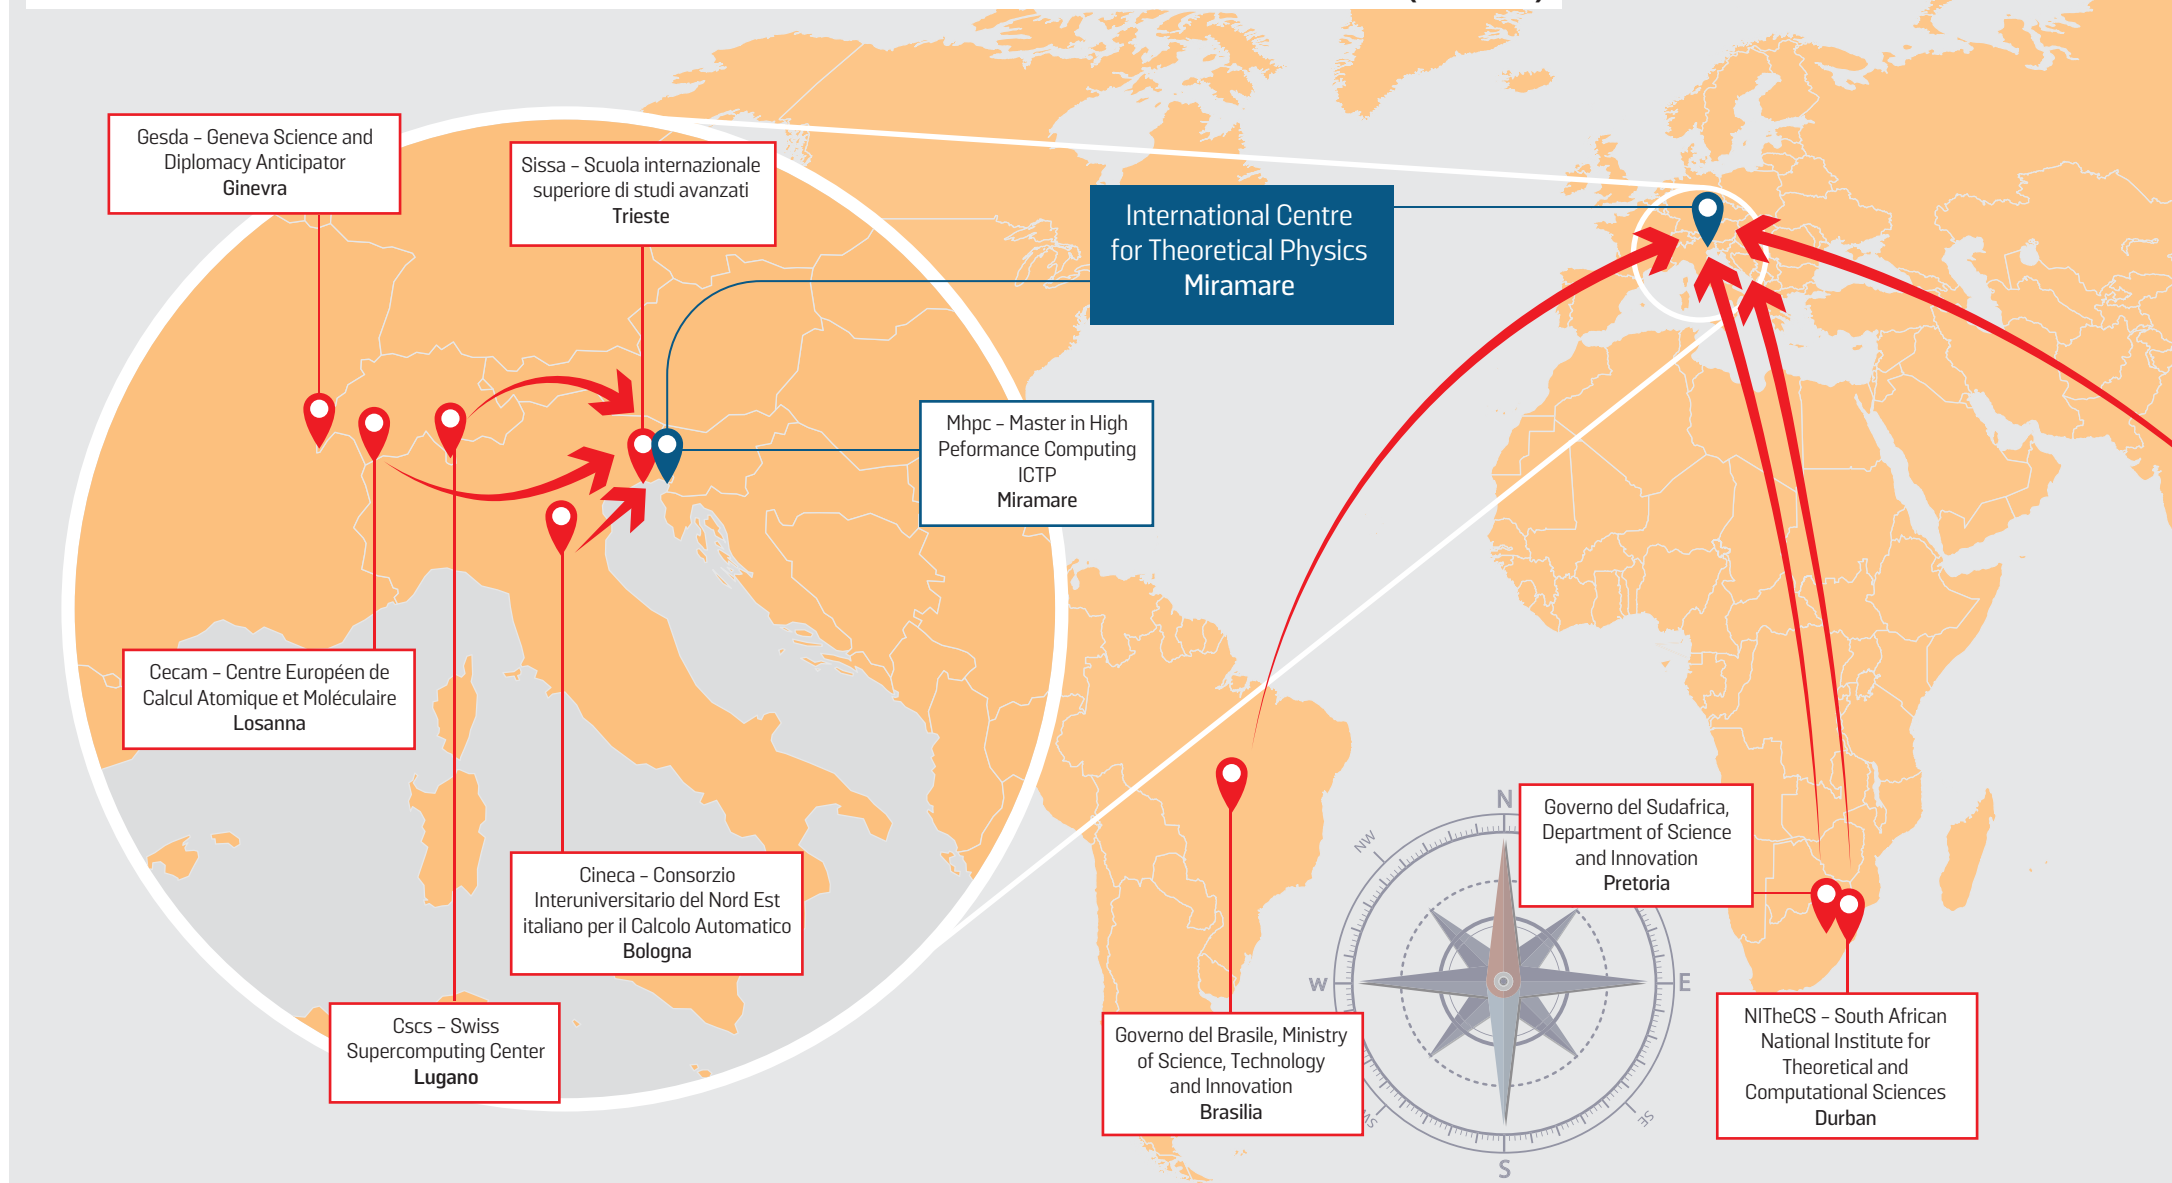 Gesda – Geneva Science and
Diplomacy Anticipator
Ginevra
Sissa – Scuola internazionale
superiore di studi avanzati
Trieste
International Centre
for Theoretical Physics
Miramare
Mhpc – Master in High
Peformance Computing
ICTP
Miramare
Cecam – Centre Européen de
Calcul Atomique et Moléculaire
Losanna
Cineca – Consorzio
Interuniversitario del Nord Est
italiano per il Calcolo Automatico
Bologna
Cscs – Swiss
Supercomputing Center
Lugano
Governo del Brasile, Ministry
of Science, Technology
and Innovation
Brasilia
Governo del Sudafrica,
Department of Science
and Innovation
Pretoria
NITheCS – South African
National Institute for
Theoretical and
Computational Sciences
Durban
N
NW
W
E
SW
SE
S